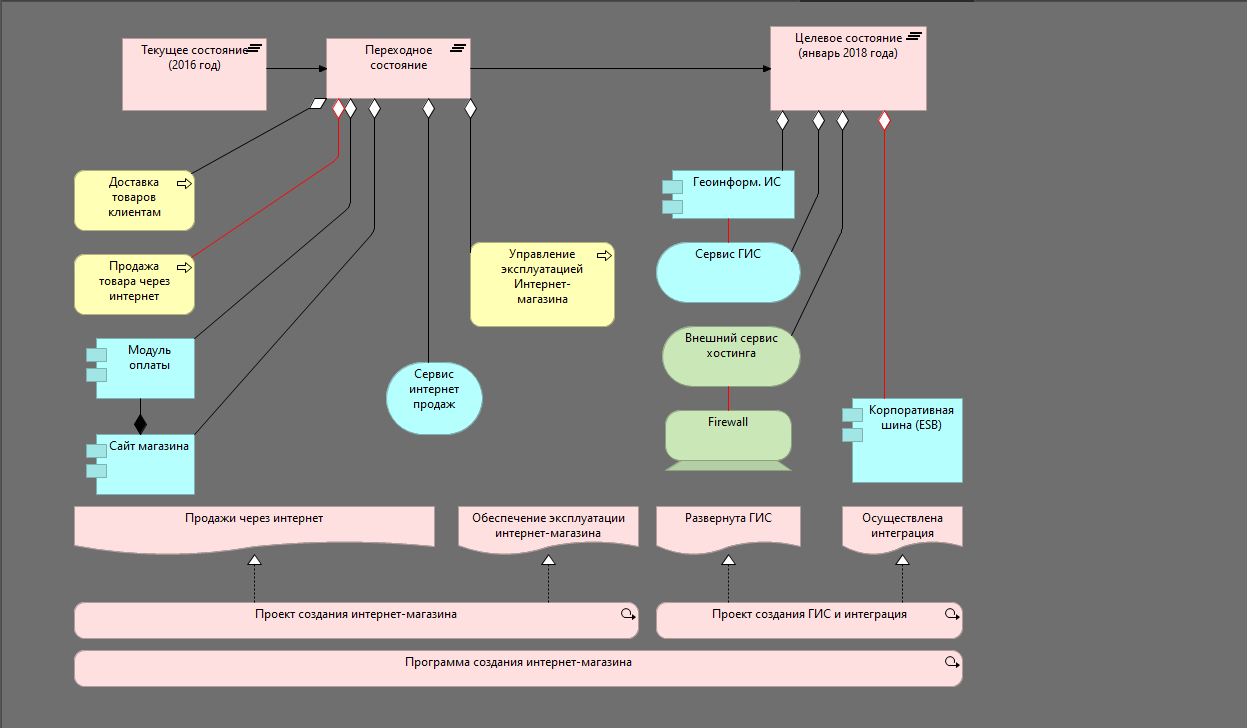 Текущее состояние
(2016 год)
Переходное
состояние
Целевое состояние
(январь 2018 года)
Доставка
товаров
клиентам
Геоинформ. ИС
Продажа
товара через
интернет
Управление
эксплуатацией
Интернет-
магазина
Сервис ГИС
Модуль
оплаты
Внешний сервис
хостинга
Сервис
интернет
продаж
Сайт магазина
Firewall
Корпоративная
шина (ESB)
Продажи через интернет
Обеспечение эксплуатации
интернет-магазина
Развернута ГИС
Осуществлена
интеграция
Проект создания интернет-магазина
Проект создания ГИС и интеграция
Программа создания интернет-магазина